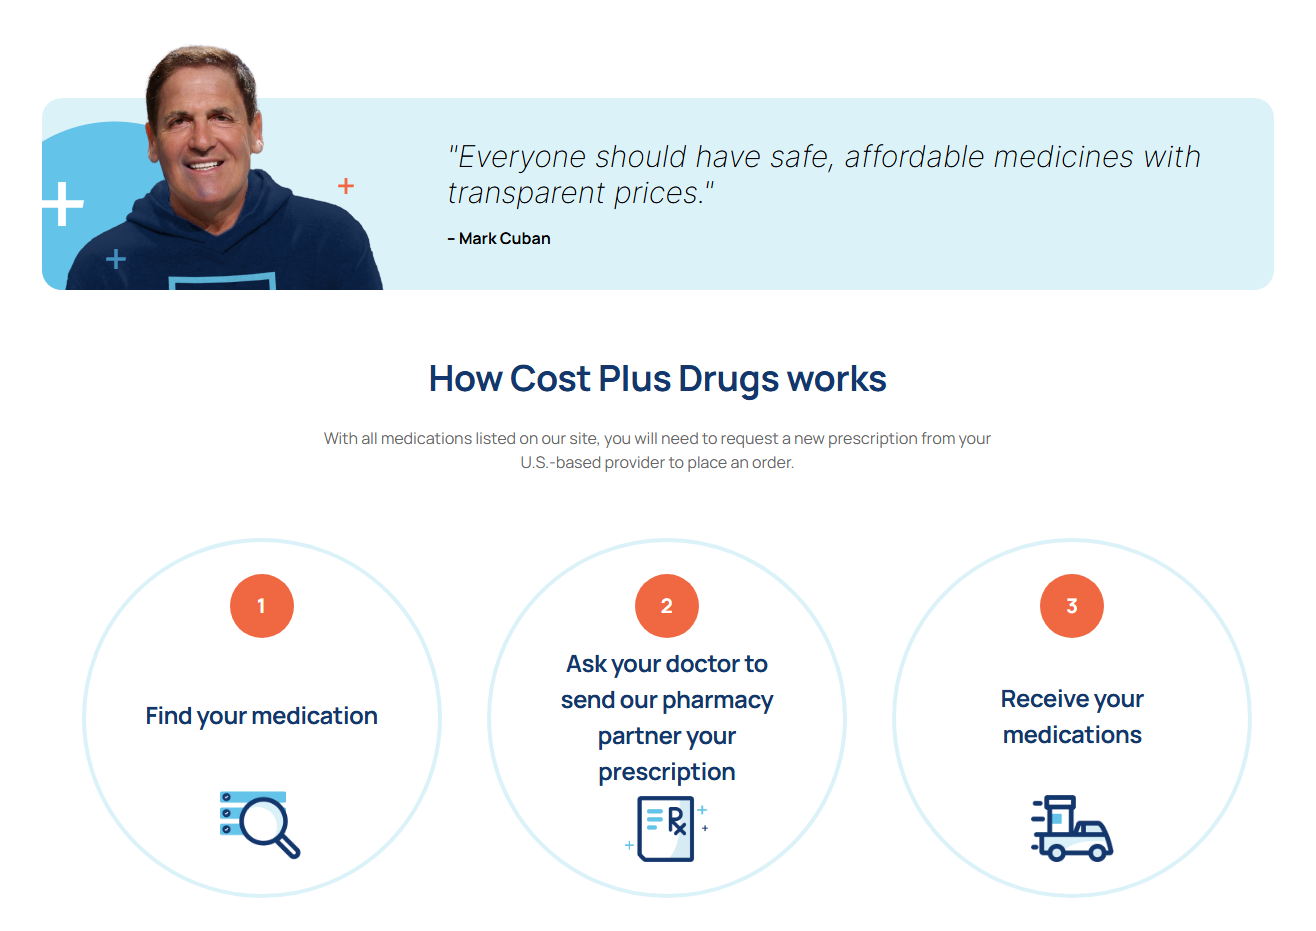 "Everyone should have safe, affordable medicines with
transparent prices."
– Mark Cuban
How Cost Plus Drugs works
With all medications listed on our site, you will need to request a new prescription from your
U.S.-based provider to place an order.
1
Find your medication
2
Ask your doctor to
send our pharmacy
partner your
prescription
Rx
3
Receive your
medications